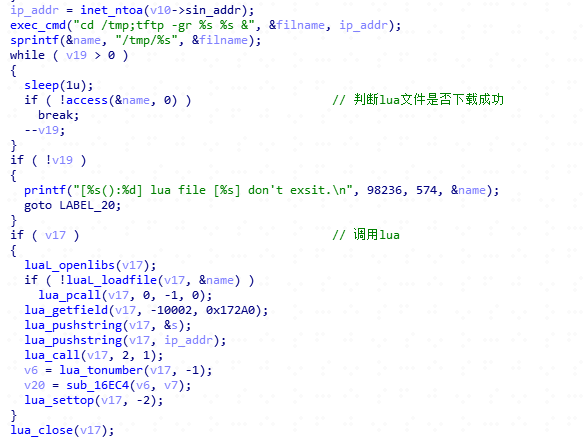 ip_addr = inet_ntoa(v10->sin_addr);
exec_cmd("cd /tmp;tftp -gr %s %s &", &filname, ip_addr);
sprintf(&name, "/tmp/%s", &filname);
while ( v19 > 0 )
{
sleep(1u);
if ( !access(&name, 0) ) // 判断lua文件是否下载成功
break;
--v19;
}
if ( !v19 )
{
printf("[%s():%d] lua file [%s] don't exsit.\n", 98236, 574, &name);
goto LABEL_20;
}
if ( v17 ) // 调用lua
{
luaL_openlibs(v17);
if ( !luaL_loadfile(v17, &name) )
lua_pcall(v17, 0, -1, 0);
lua_getfield(v17, -10002, 0x172A0);
lua_pushstring(v17, &s);
lua_pushstring(v17, ip_addr);
lua_call(v17, 2, 1);
v6 = lua_tonumber(v17, -1);
v20 = sub_16EC4(v6, v7);
lua_settop(v17, -2);
}
lua_close(v17);